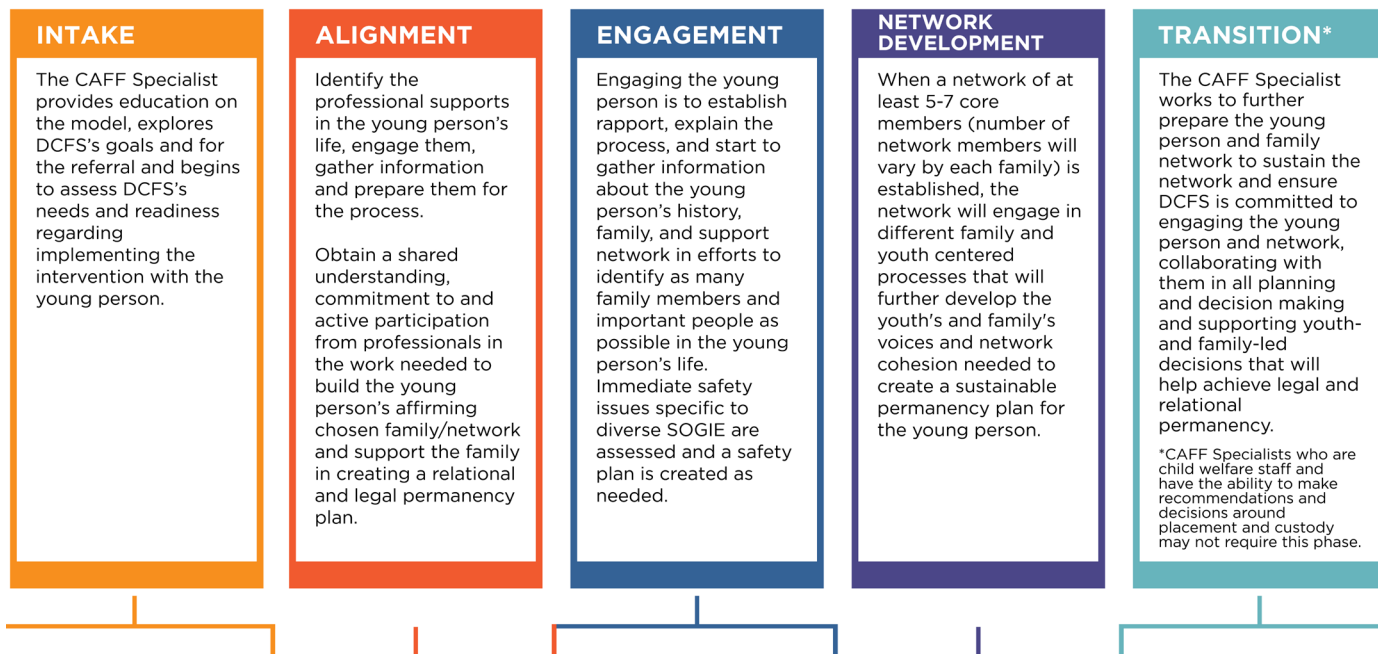 INTAKE
The CAFF Specialist
provides education on
the model, explores
DCFS's goals and for
the referral and begins
to assess DCFS's
needs and readiness
regarding
implementing the
intervention with the
young person.
ALIGNMENT
Identify the
professional supports
in the young person's
life, engage them,
gather information
and prepare them for
the process.
Obtain a shared
understanding,
commitment to and
active participation
from professionals in
the work needed to
build the young
person's affirming
chosen family/network
and support the family
in creating a relational
and legal permanency
plan.
ENGAGEMENT
Engaging the young
person is to establish
rapport, explain the
process, and start to
gather information
about the young
person's history,
family, and support
network in efforts to
identify as many
family members and
important people as
possible in the young
person's life.
Immediate safety
issues specific to
diverse SOGIE are
assessed and a safety
plan is created as
needed.
NETWORK
DEVELOPMENT
When a network of at
least 5-7 core
members (number of
network members will
vary by each family) is
established, the
network will engage in
different family and
youth centered
processes that will
further develop the
youth's and family's
voices and network
cohesion needed to
create a sustainable
permanency plan for
the young person.
TRANSITION*
The CAFF Specialist
works to further
prepare the young
person and family
network to sustain the
network and ensure
DCFS is committed to
engaging the young
person and network,
collaborating with
them in all planning
and decision making
and supporting youth-
and family-led
decisions that will
help achieve legal and
relational
permanency.
*CAFF Specialists who are
child welfare staff and
have the ability to make
recommendations and
decisions around
placement and custody
may not require this phase.